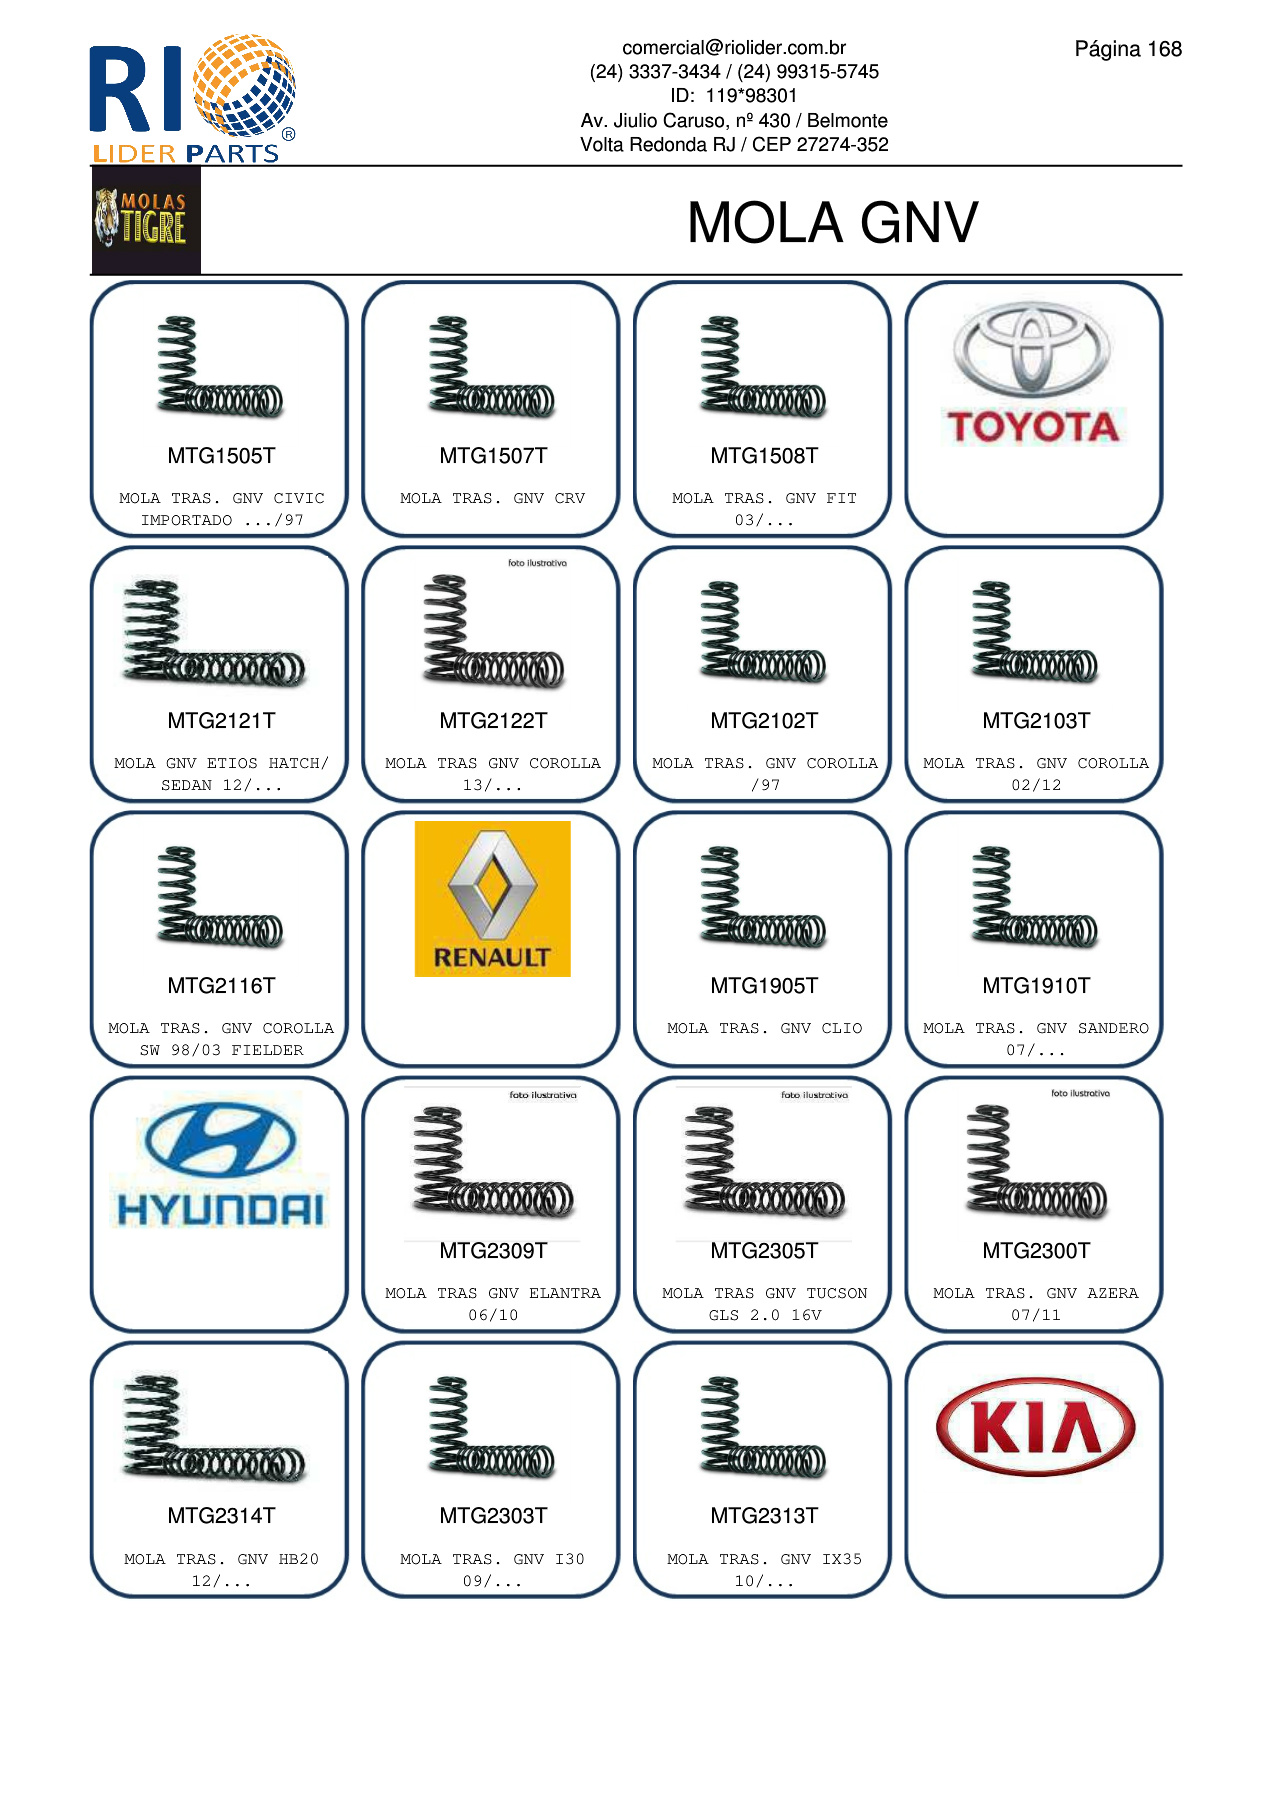 RIO
LIDER PARTS ®
comercial@riolider.com.br
(24) 3337-3434 / (24) 99315-5745
ID: 119*98301
Av. Jiulio Caruso, nº 430 / Belmonte
Volta Redonda RJ / CEP 27274-352
Página 168
MOLAS
TIGRE
MOLA GNV
MTG1505T
MOLA TRAS. GNV CIVIC
IMPORTADO .../97
MTG1507T
MOLA TRAS. GNV CRV
MTG1508T
MOLA TRAS. GNV FIT
03/...
TOYOTA
MTG2121T
MOLA GNV ETIOS HATCH/
SEDAN 12/...
foto ilustrativa
MTG2122T
MOLA TRAS GNV COROLLA
13/...
MTG2102T
MOLA TRAS. GNV COROLLA
/97
MTG2103T
MOLA TRAS. GNV COROLLA
02/12
MTG2116T
MOLA TRAS. GNV COROLLA
SW 98/03 FIELDER
RENAULT
MTG1905T
MOLA TRAS. GNV CLIO
MTG1910T
MOLA TRAS. GNV SANDERO
07/...
HYUNDAI
foto ilustrativa
MTG2309T
MOLA TRAS GNV ELANTRA
06/10
foto ilustrativa
MTG2305T
MOLA TRAS GNV TUCSON
GLS 2.0 16V
foto ilustrativa
MTG2300T
MOLA TRAS. GNV AZERA
07/11
MTG2314T
MOLA TRAS. GNV HB20
12/...
MTG2303T
MOLA TRAS. GNV I30
09/...
MTG2313T
MOLA TRAS. GNV IX35
10/...
KIA